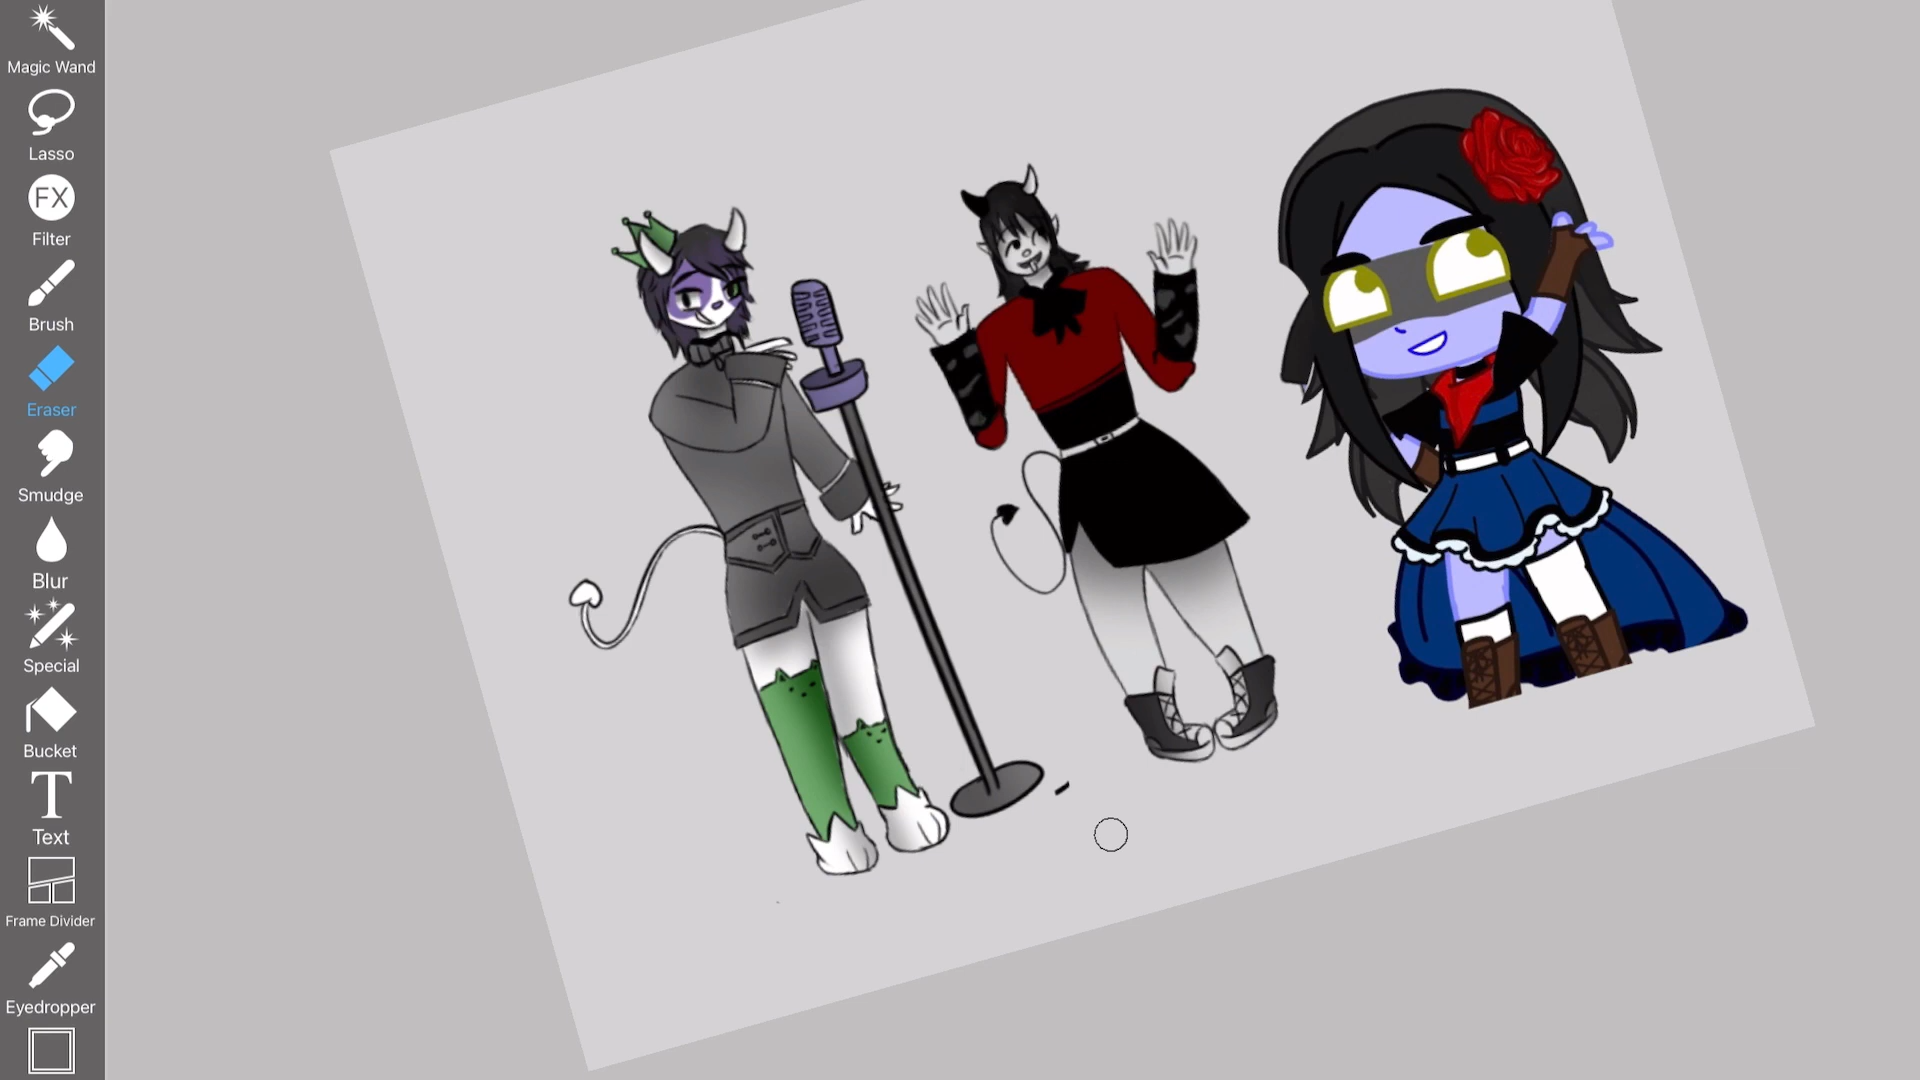 Magic Wand
Lasso
FX
Filter
Brush
Eraser
Smudge
Blur
Special
Bucket
T
Text
Frame Divider
Eyedropper